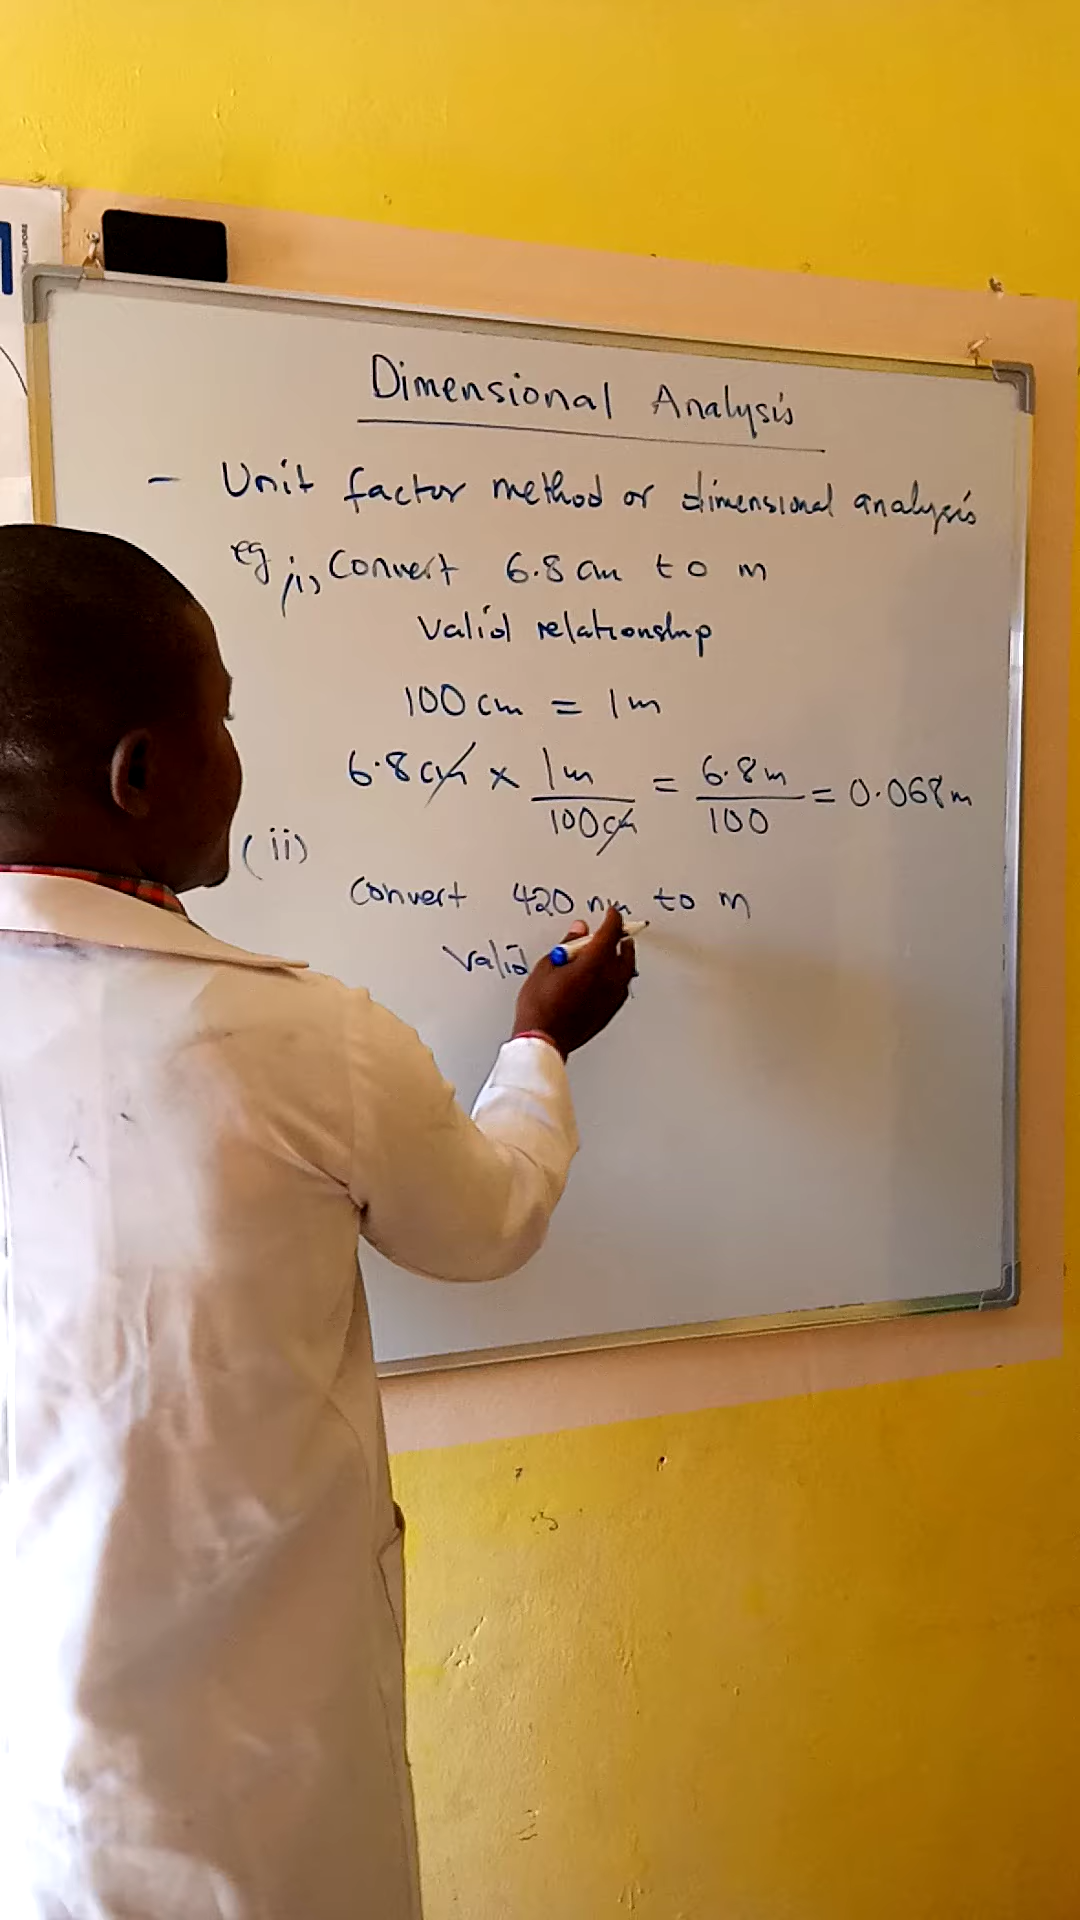 Dimensional Analysis
- Unit factor method or dimensional analysis
eg (i) Convert 6.8 cm to m
Valid relationship
100 cm = 1 m
6.8 cm × 1m/100cm = 6.8m/100 = 0.068m
(ii)
Convert 420 nm to m
Valid